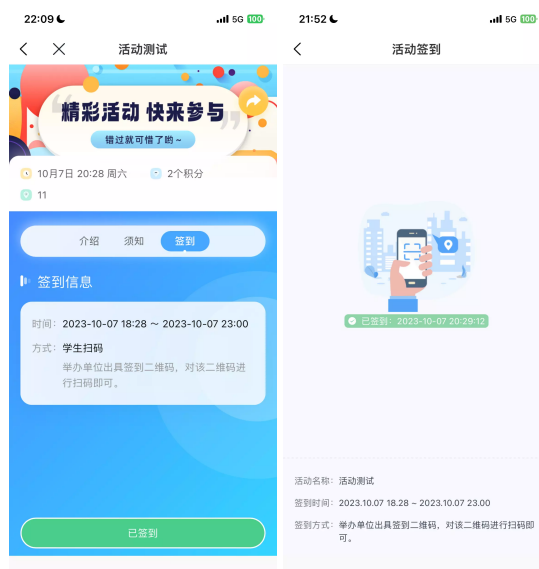 22:09
5G 100
活动测试
精彩活动 快来参与
错过就可惜了哟~
10月7日 20:28 周六
2个积分
11
介绍 须知 签到
签到信息
时间: 2023-10-07 18:28 ~ 2023-10-07 23:00
方式: 学生扫码
举办单位出具签到二维码，对该二维码进
行扫码即可。
已签到
21:52
5G 100
活动签到
已签到: 2023-10-07 20:29:12
活动名称: 活动测试
签到时间: 2023.10.07 18.28 ~ 2023.10.07 23.00
签到方式: 举办单位出具签到二维码，对该二维码进行扫码即
可。